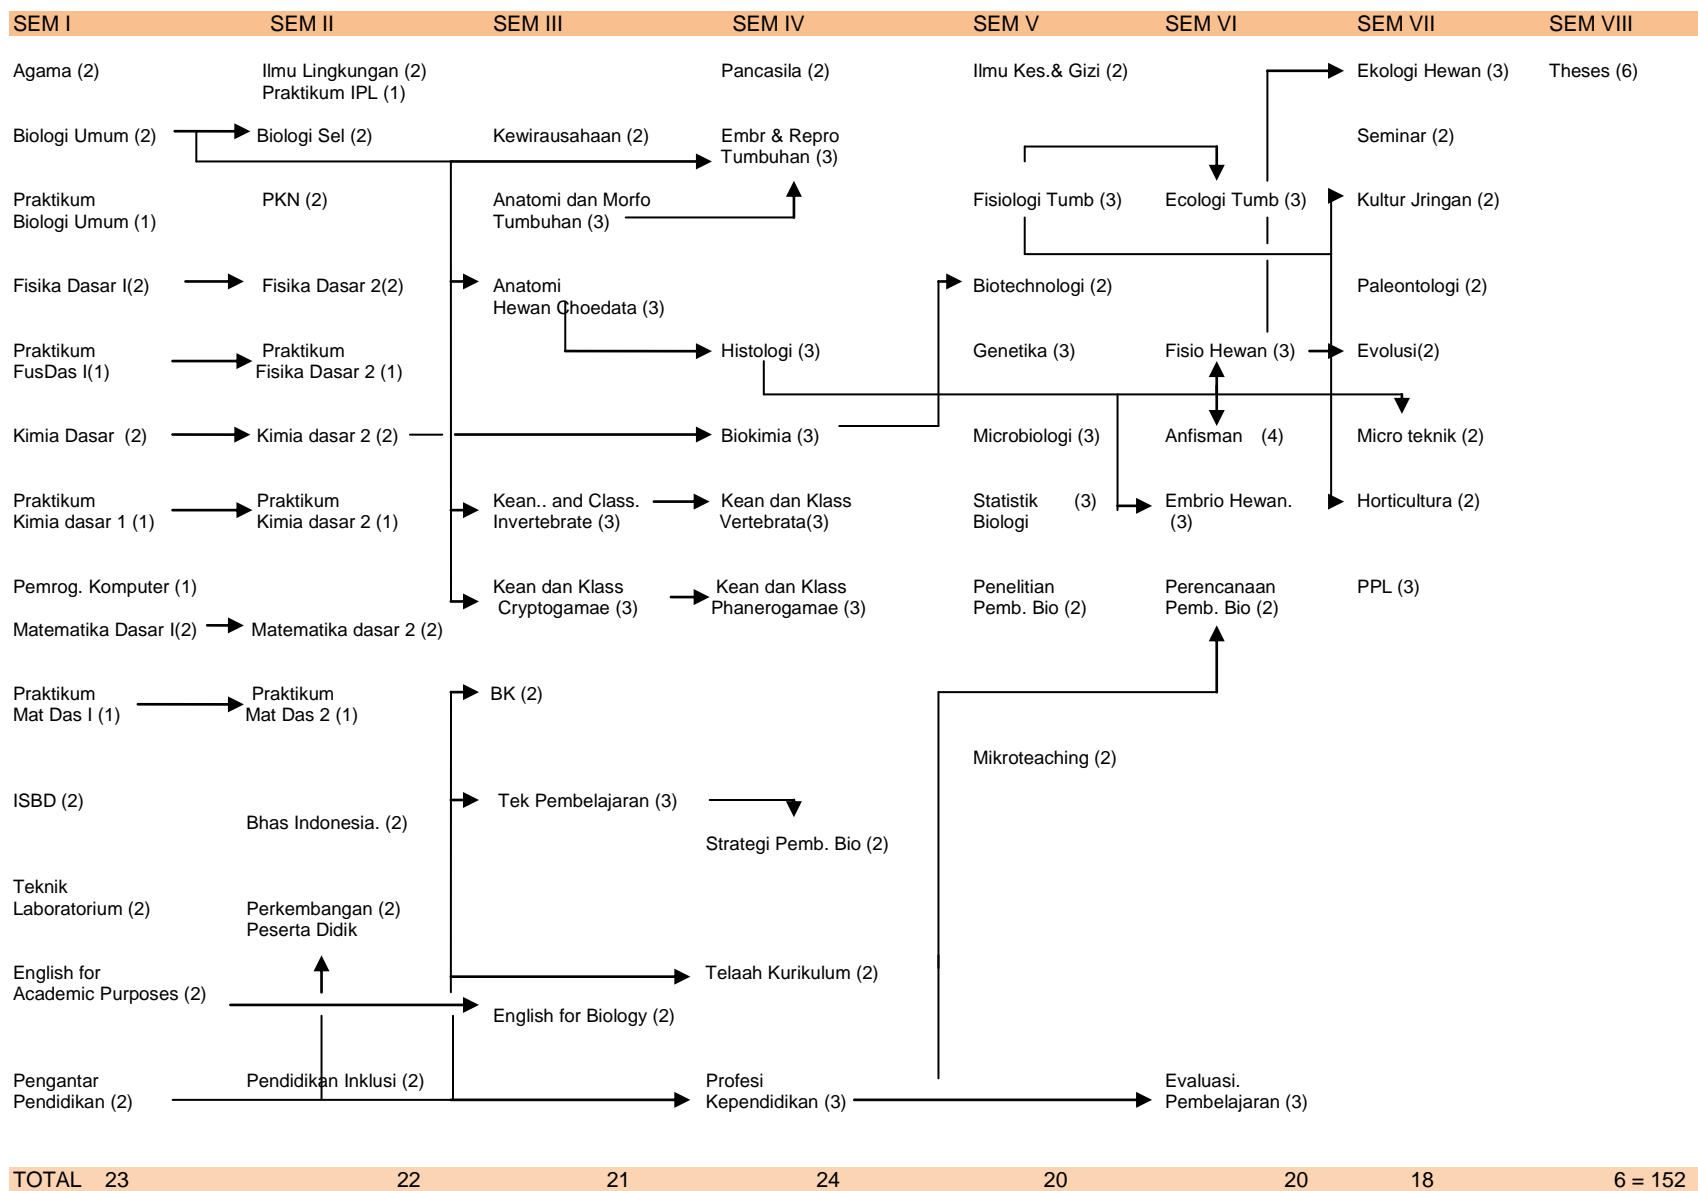 SEM I SEM II SEM III SEM IV SEM V SEM VI SEM VII SEM VIII
Agama (2) Ilmu Lingkungan (2) Pancasila (2) Ilmu Kes.& Gizi (2) Ekologi Hewan (3) Theses (6)
Praktikum IPL (1)
Biologi Umum (2) Biologi Sel (2) Kewirausahaan (2) Embr & Repro Seminar (2)
Tumbuhan (3)
Praktikum PKN (2) Anatomi dan Morfo Fisiologi Tumb (3) Ecologi Tumb (3) Kultur Jringan (2)
Biologi Umum (1) Tumbuhan (3)
Fisika Dasar I(2) Fisika Dasar 2(2) Anatomi Biotechnologi (2) Paleontologi (2)
Hewan Choedata (3)
Praktikum Praktikum Histologi (3) Genetika (3) Fisio Hewan (3) Evolusi(2)
FusDas I(1) Fisika Dasar 2 (1)
Kimia Dasar (2) Kimia dasar 2 (2) Biokimia (3) Microbiologi (3) Anfisman (4) Micro teknik (2)
Praktikum Praktikum Kean.. and Class. Kean dan Klass Statistik (3) Embrio Hewan. Horticultura (2)
Kimia dasar 1 (1) Kimia dasar 2 (1) Invertebrate (3) Vertebrata(3) Biologi (3)
Pemrog. Komputer (1) Kean dan Klass Kean dan Klass Penelitian Perencanaan PPL (3)
Cryptogamae (3) Phanerogamae (3) Pemb. Bio (2) Pemb. Bio (2)
Matematika Dasar I(2) Matematika dasar 2 (2)
Praktikum Praktikum BK (2)
Mat Das I (1) Mat Das 2 (1)
Mikroteaching (2)
ISBD (2) Tek Pembelajaran (3)
Bhas Indonesia. (2)
Strategi Pemb. Bio (2)
Teknik
Laboratorium (2) Perkembangan (2)
Peserta Didik
English for Telaah Kurikulum (2)
Academic Purposes (2)
English for Biology (2)
Pengantar Pendidikan Inklusi (2) Profesi Evaluasi.
Pendidikan (2) Kependidikan (3) Pembelajaran (3)
TOTAL 23 22 21 24 20 20 18 6 = 152